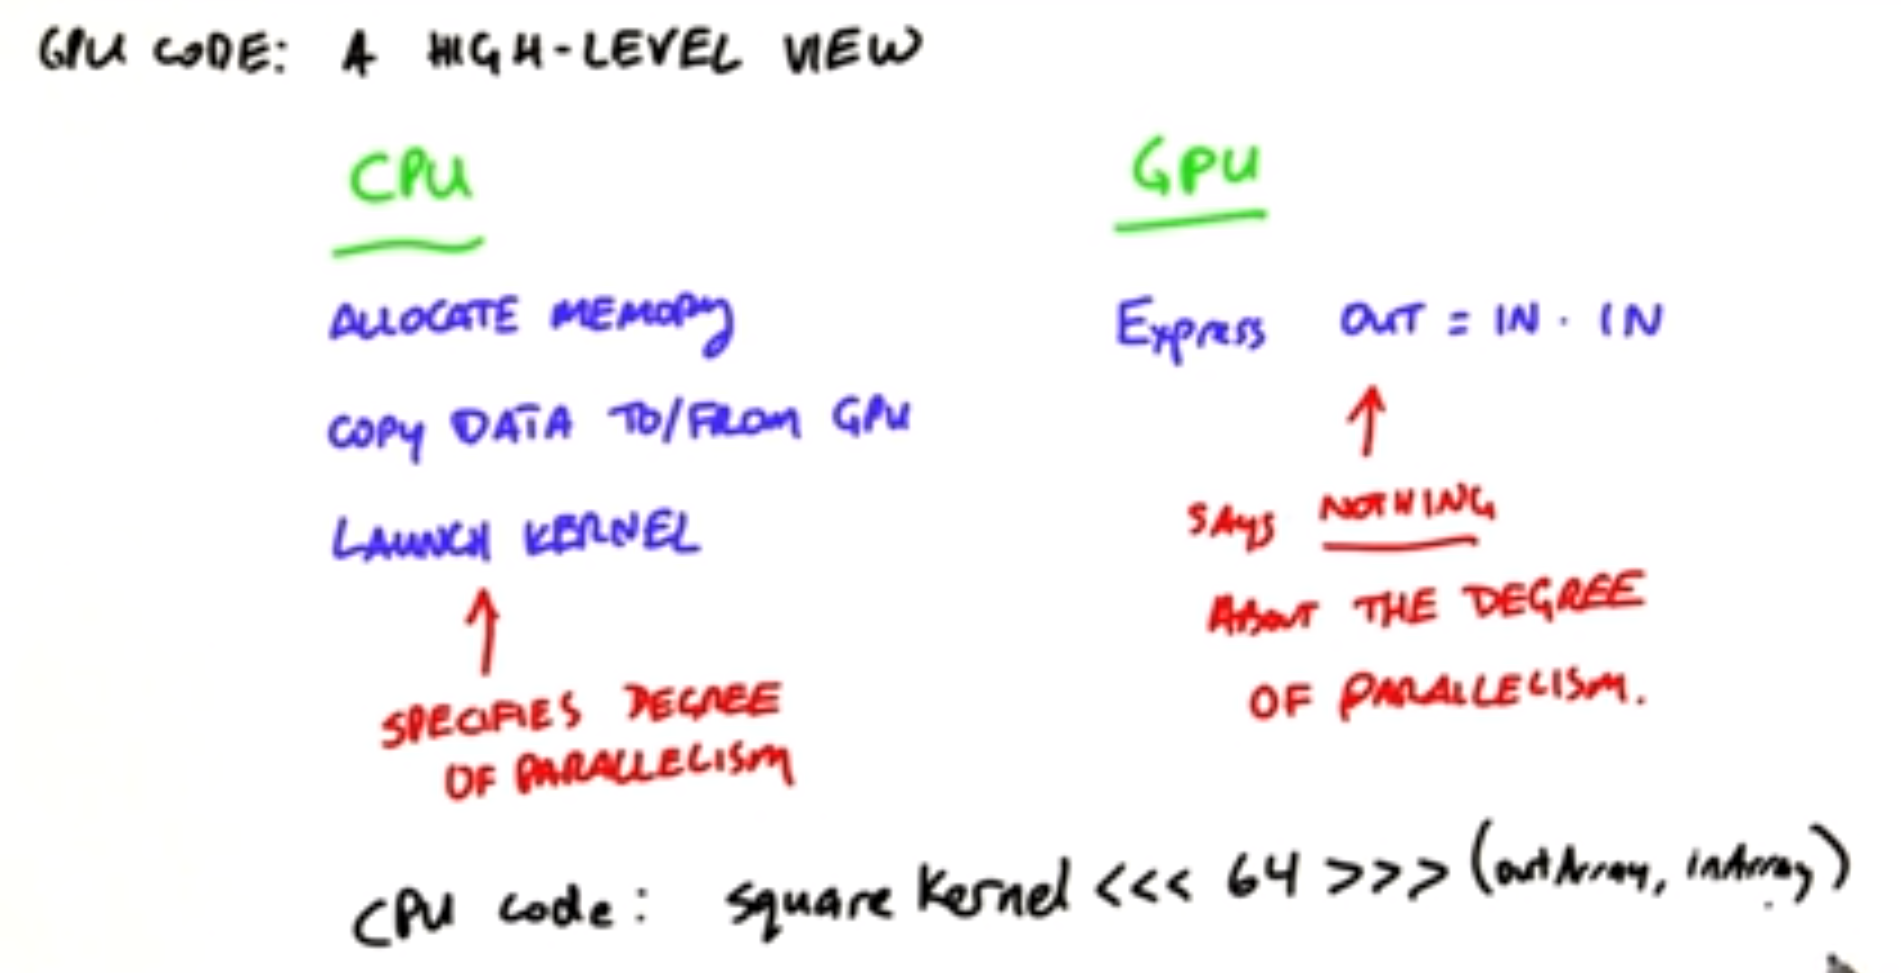 GPU CODE: A HIGH-LEVEL VIEW
CPU
ALLOCATE MEMORY
COPY DATA TO/FROM GPU
LAUNCH KERNEL
SPECIFIES DEGREE
OF PARALLELISM
GPU
Express OUT = IN · IN
SAYS NOTHING
ABOUT THE DEGREE
OF PARALLELISM.
CPU code: square Kernel <<< 64 >>> (outArray, inArray)